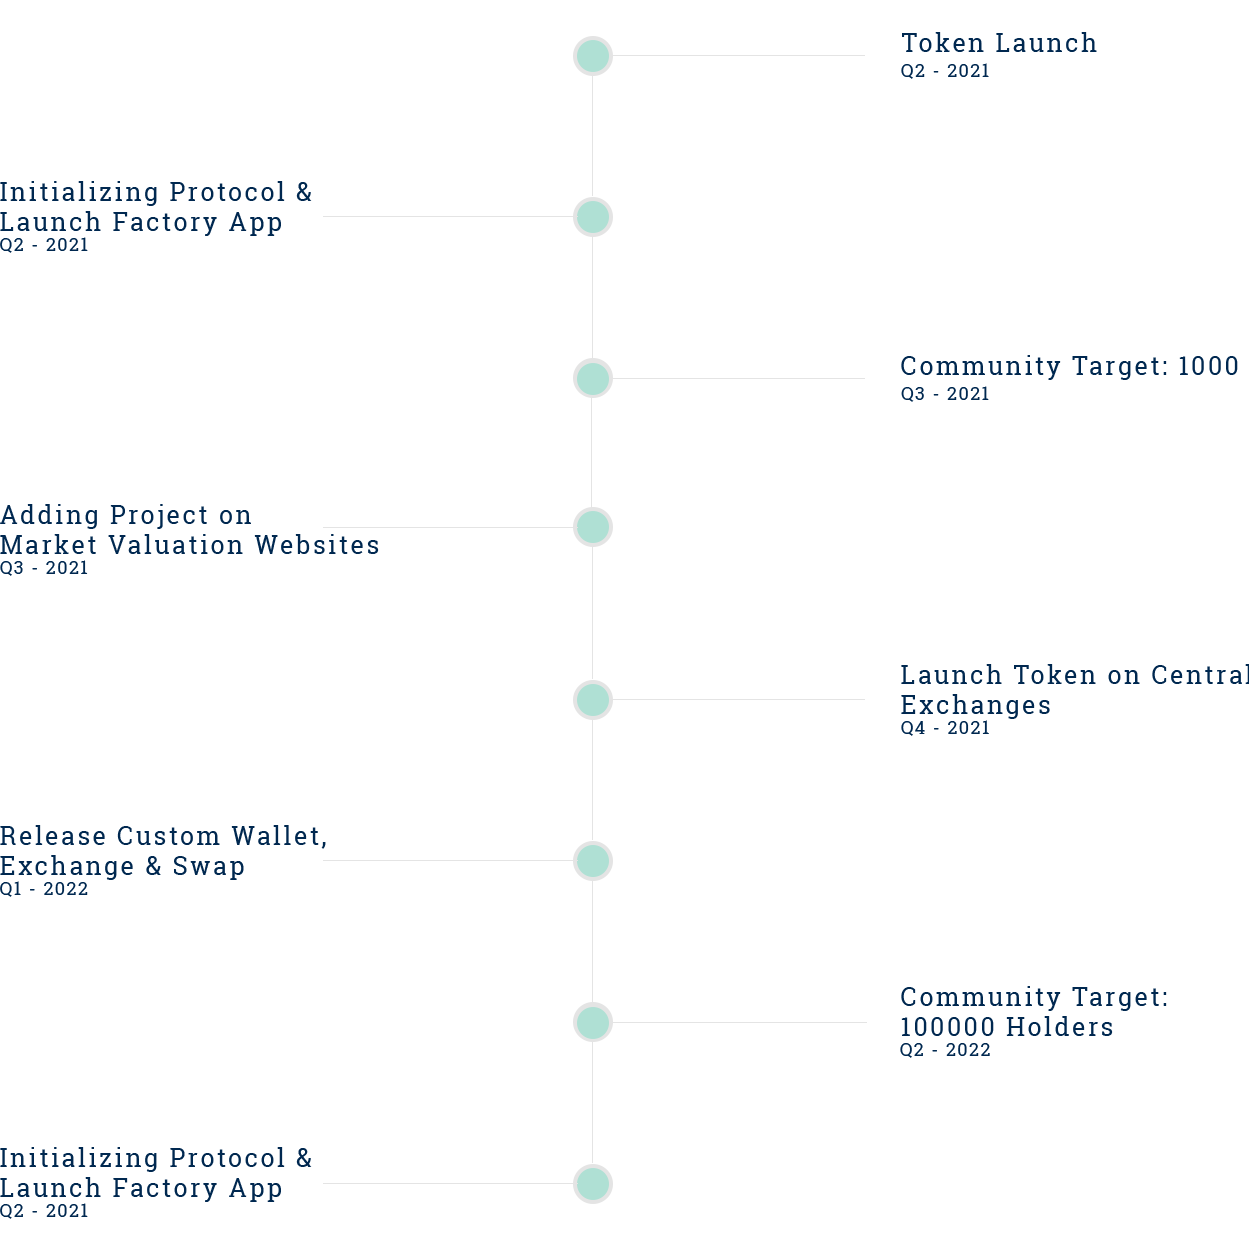 Token Launch
Q2 - 2021
Initializing Protocol &
Launch Factory App
Q2 - 2021
Community Target: 1000
Q3 - 2021
Adding Project on
Market Valuation Websites
Q3 - 2021
Launch Token on Central
Exchanges
Q4 - 2021
Release Custom Wallet,
Exchange & Swap
Q1 - 2022
Community Target:
100000 Holders
Q2 - 2022
Initializing Protocol &
Launch Factory App
Q2 - 2021